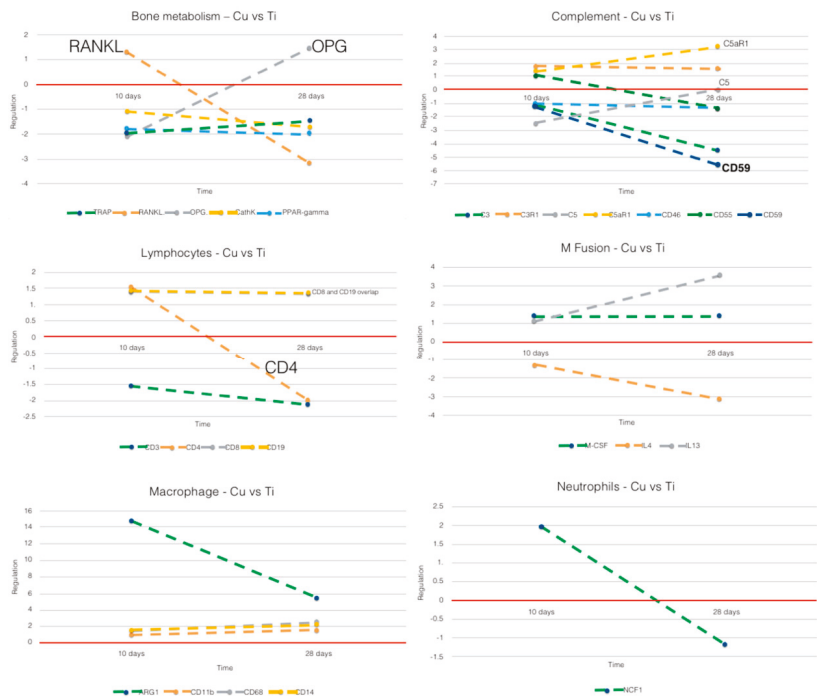 Bone metabolism – Cu vs Ti
2
1
0
-1
-2
-3
-4
Regulation
RANKL
OPG
10 days
28 days
Time
TRAP RANKL OPG. CathK PPAR-gamma
Complement - Cu vs Ti
4
3
2
1
0
-1
-2
-3
-4
-5
-6
-7
Regulation
C5aR1
C5
10 days
28 days
CD59
Time
C3 C3R1 C5 C5aR1 CD46 CD55 CD59
Lymphocytes - Cu vs Ti
2
1.5
1
0.5
0
-0.5
-1
-1.5
-2
-2.5
Regulation
CD8 and CD19 overlap
10 days
28 days
CD4
Time
CD3 CD4 CD8 CD19
M Fusion - Cu vs Ti
4
3
2
1
0
-1
-2
-3
-4
Regulation
10 days
28 days
Time
M-CSF IL4 IL13
Macrophage - Cu vs Ti
16
14
12
10
8
6
4
2
0
Regulation
10 days
28 days
Time
ARG1 CD11b CD68 CD14
Neutrophils - Cu vs Ti
2.5
2
1.5
1
0.5
0
-0.5
-1
-1.5
Regulation
10 days
28 days
Time
NCF1